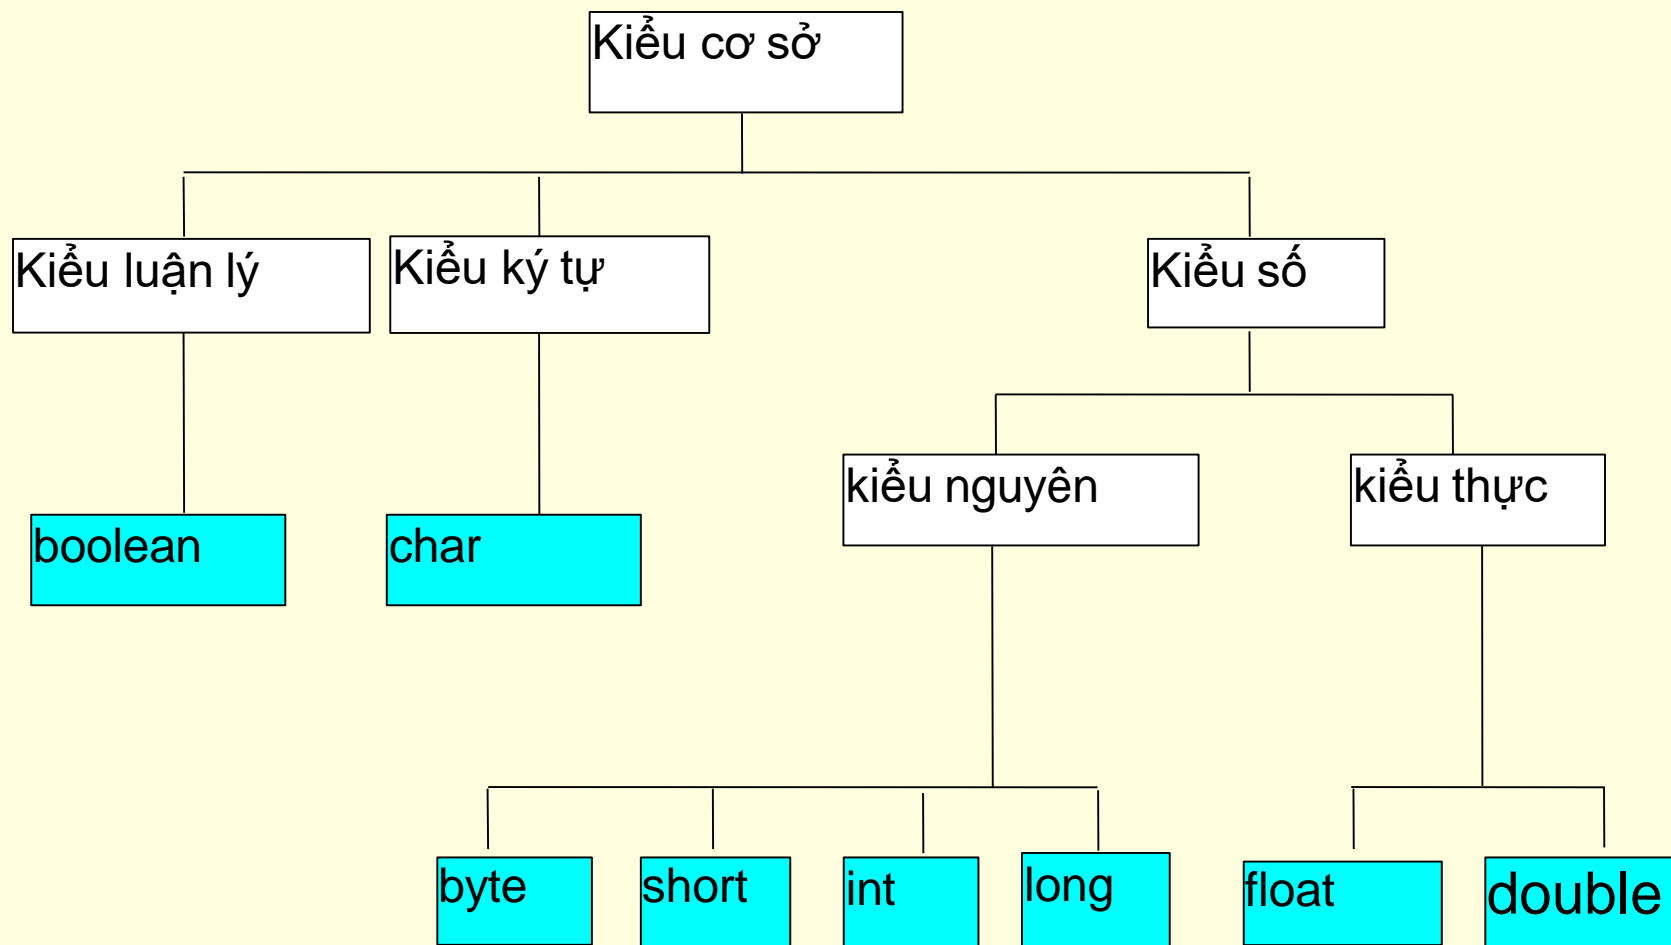 Kiểu cơ sở
Kiểu luận lý
Kiểu ký tự
Kiểu số
kiểu nguyên
kiểu thực
boolean
char
byte
short
int
long
float
double